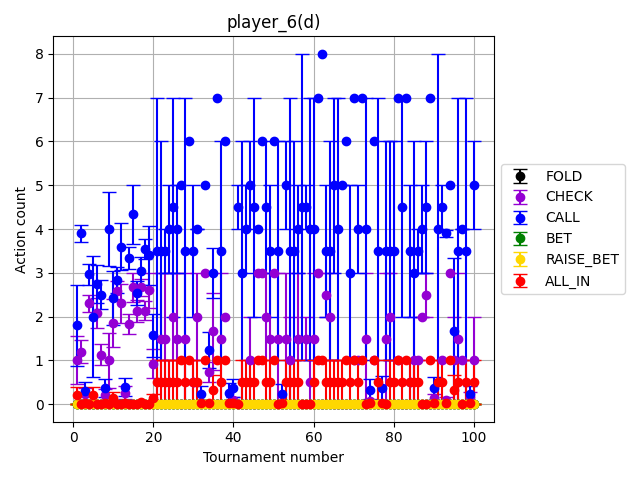 player_6(d)
8
7
6
5
4
3
2
1
0
Action count
0
20
40
60
80
100
Tournament number
FOLD
CHECK
CALL
BET
RAISE_BET
ALL_IN